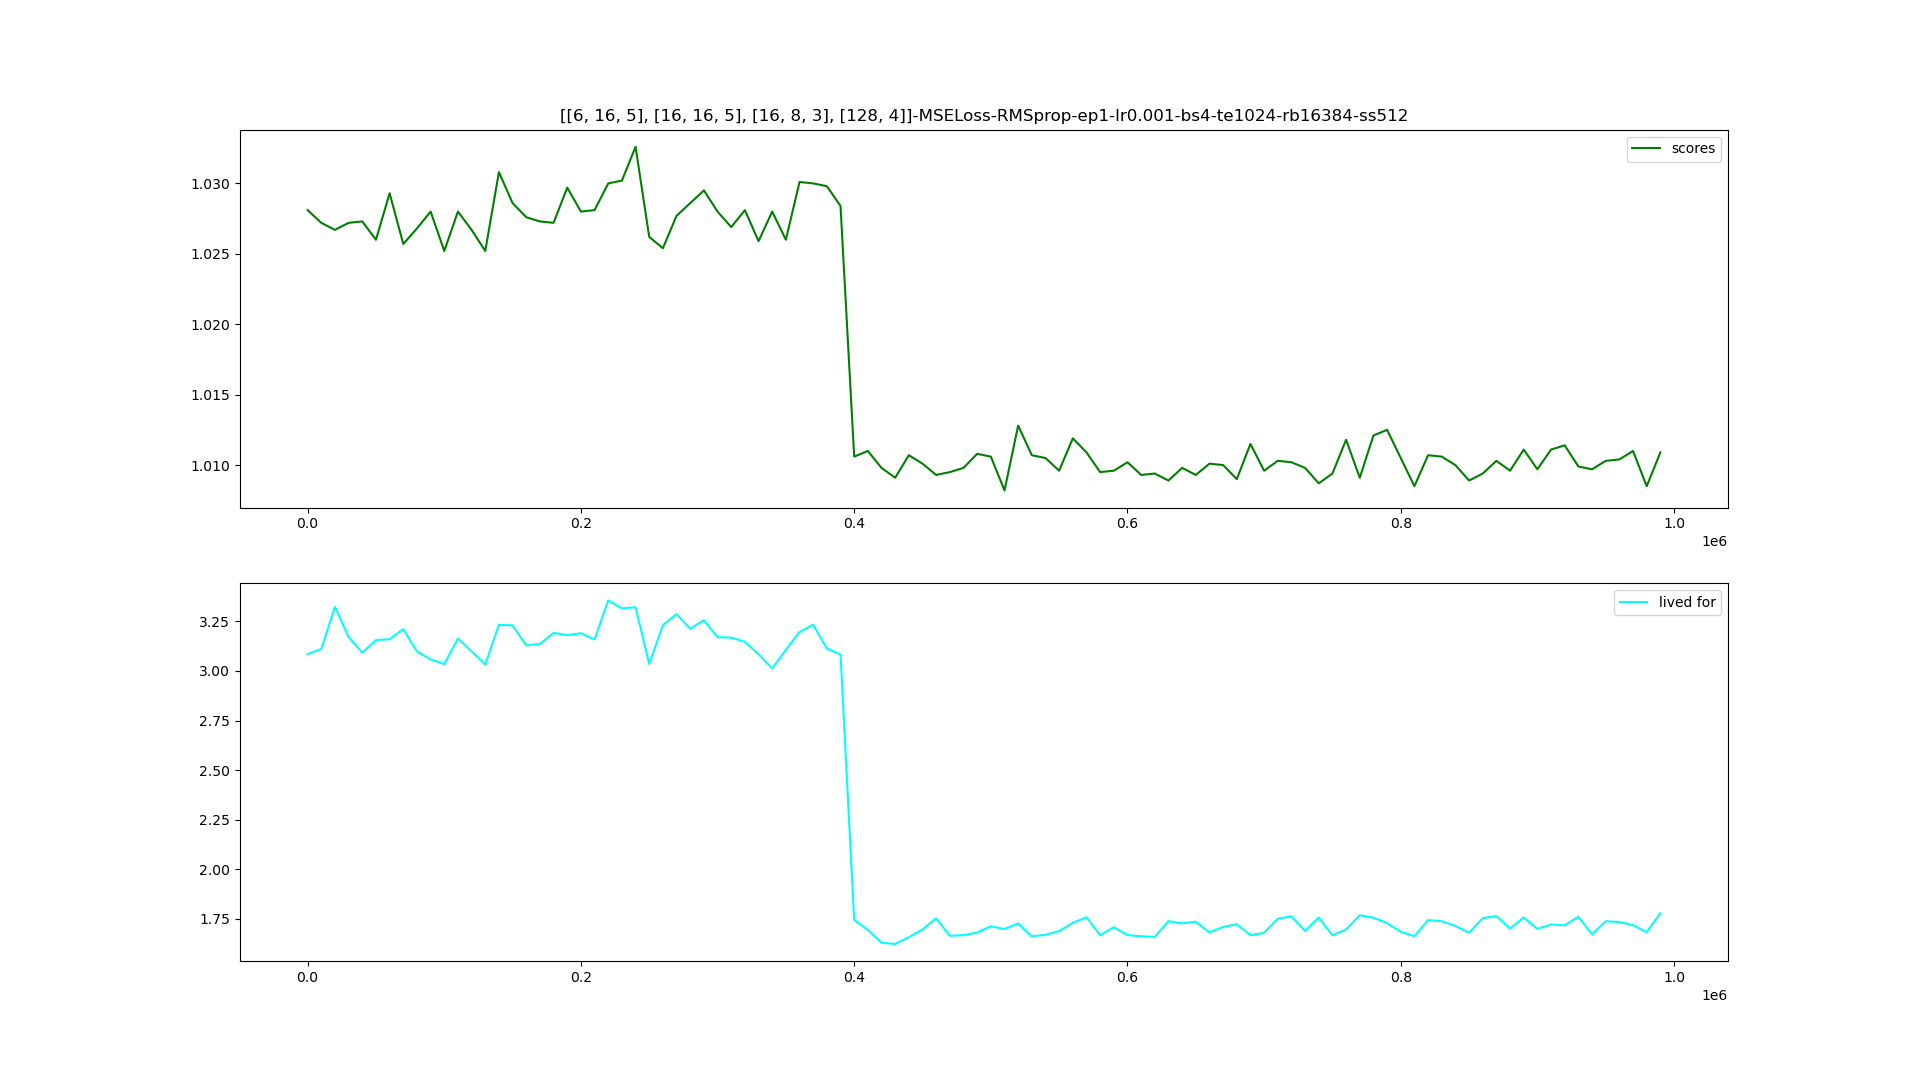 [[6, 16, 5], [16, 16, 5], [16, 8, 3], [128, 4]]-MSELoss-RMSprop-ep1-lr0.001-bs4-te1024-rb16384-ss512
scores
1.030
1.025
1.020
1.015
1.010
0.0 0.2 0.4 0.6 0.8 1.0
1e6
lived for
3.25
3.00
2.75
2.50
2.25
2.00
1.75
0.0 0.2 0.4 0.6 0.8 1.0
1e6